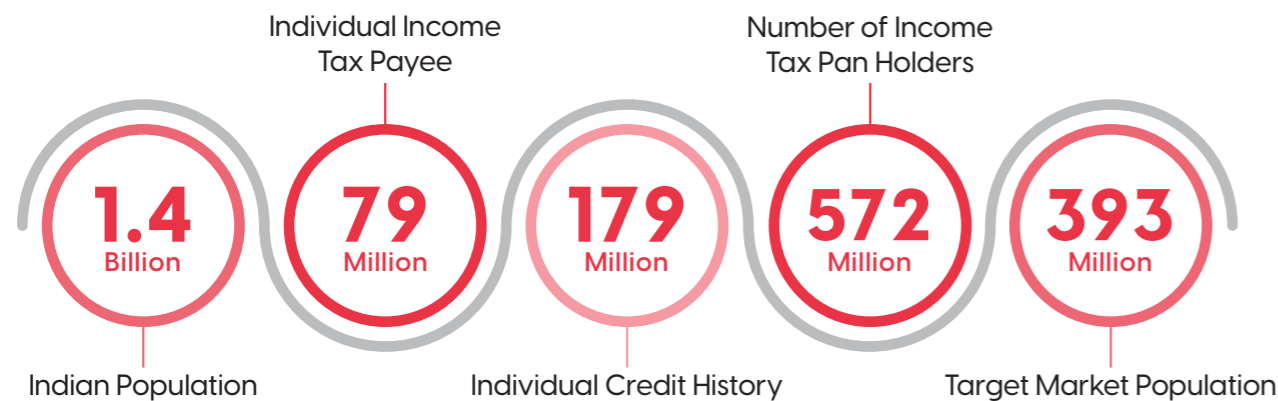 Individual Income
Tax Payee
Number of Income
Tax Pan Holders
1.4
Billion
79
Million
179
Million
572
Million
393
Million
Indian Population
Individual Credit History
Target Market Population